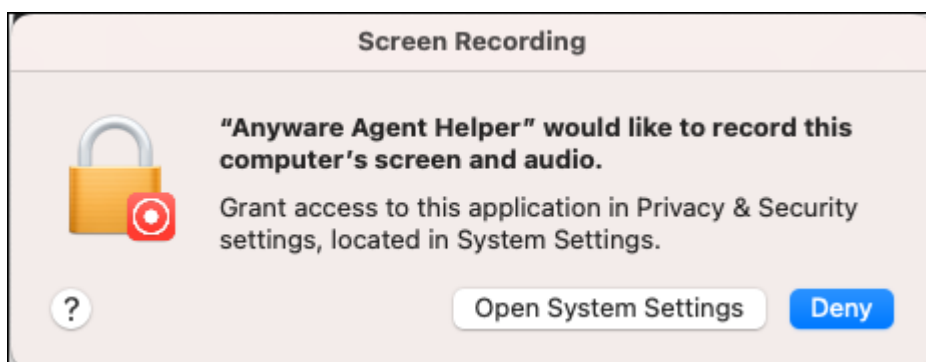 Screen Recording
“Anyware Agent Helper” would like to record this
computer’s screen and audio.
Grant access to this application in Privacy & Security
settings, located in System Settings.
?
Open System Settings
Deny